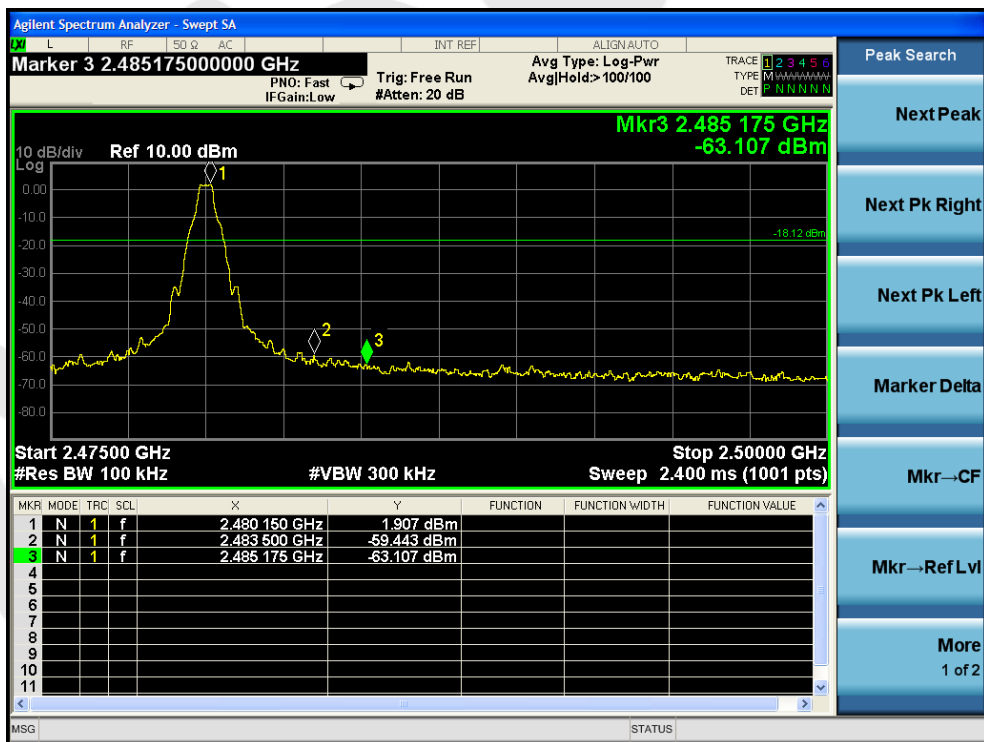 Agilent Spectrum Analyzer - Swept SA
LXI L RF 50 Ω AC INT REF ALIGN AUTO
Marker 3 2.485175000000 GHz
PNO: Fast
IFGain:Low
Trig: Free Run
#Atten: 20 dB
Avg Type: Log-Pwr
Avg|Hold:> 100/100
TRACE 1 2 3 4 5 6
TYPE M
DET P N N N N N
Peak Search
Mkr3 2.485 175 GHz
-63.107 dBm
10 dB/div Ref 10.00 dBm
Log
0.00
-10.0
-20.0
-30.0
-40.0
-50.0
-60.0
-70.0
-80.0
1
2
3
-18.12 dBm
Start 2.47500 GHz
Stop 2.50000 GHz
#Res BW 100 kHz
#VBW 300 kHz
Sweep 2.400 ms (1001 pts)
MKR MODE TRC SCL X Y FUNCTION FUNCTION WIDTH FUNCTION VALUE
1 N 1 f 2.480 150 GHz 1.907 dBm
2 N 1 f 2.483 500 GHz -59.443 dBm
3 N 1 f 2.485 175 GHz -63.107 dBm
4
5
6
7
8
9
10
11
MSG
STATUS
Next Peak
Next Pk Right
Next Pk Left
Marker Delta
Mkr→CF
Mkr→Ref Lvl
More
1 of 2